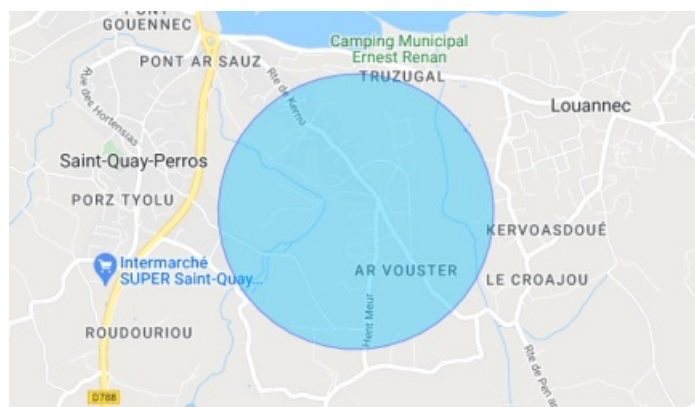 PONT
GOUENNEC
PONT AR SAUZ
Camping Municipal
Ernest Renan
TRUZUGAL
Rte de Kernu
Rue des Hortensias
Louannec
Saint-Quay-Perros
PORZ TYOLU
KERVOASDOUÉ
Intermarché
SUPER Saint-Quay...
AR VOUSTER
LE CROAJOU
Hent Meur
ROUDOURIOU
Rte de Pen an
D788